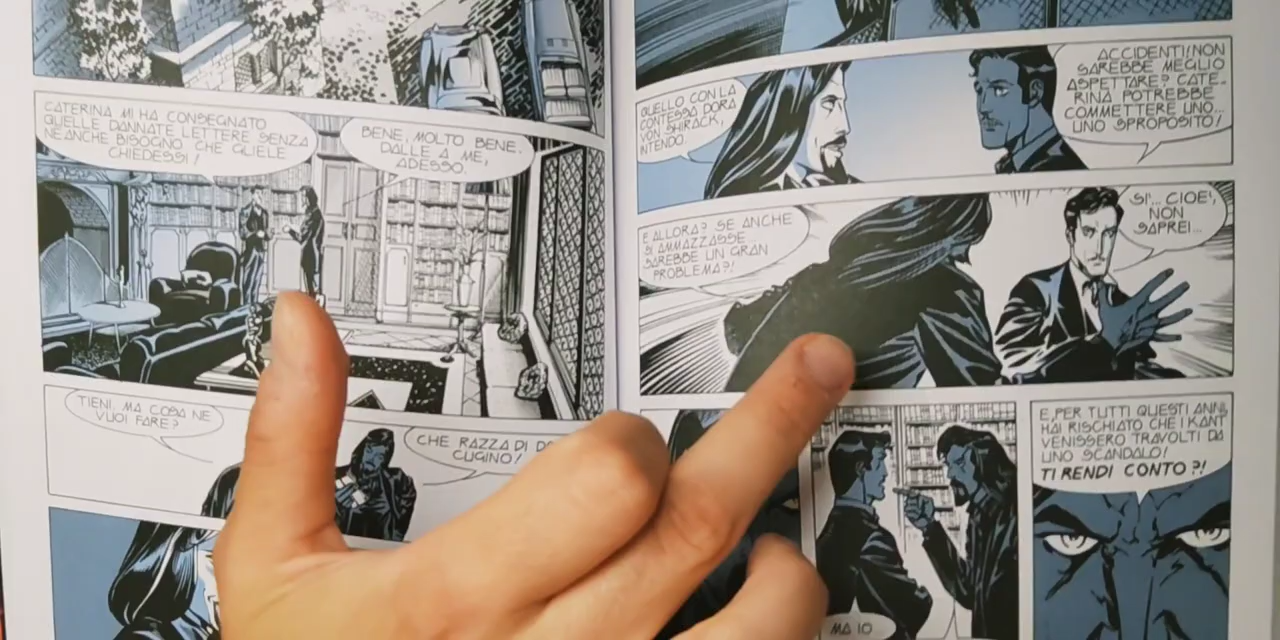 CATERINA MI HA CONSEGNATO
QUELLE DANNATE LETTERE SENZA
NEANCHE BISOGNO CHE GLIELE
CHIEDESSI!
BENE, MOLTO BENE.
DALLE A ME,
ADESSO.
TIENI, MA COSA NE
VUOI FARE?
CHE RAZZA DI
CUGINO!
QUELLO CON LA
CONTESSA DORA
VON SHIRACK,
INTENDO.
ACCIDENTI! NON
SAREBBE MEGLIO
ASPETTARE? CATE-
RINA POTREBBE
COMMETTERE UNO...
UNO SPROPOSITO!
E ALLORA? SE ANCHE
SI AMMAZZASSE...
SAREBBE UN GRAN
PROBLEMA?!
SI'... CIOE',
NON
SAPREI...
MA IO
E, PER TUTTI QUESTI ANNI,
HAI RISCHIATO CHE I KANT
VENISSERO TRAVOLTI DA
UNO SCANDALO!
TI RENDI CONTO?!